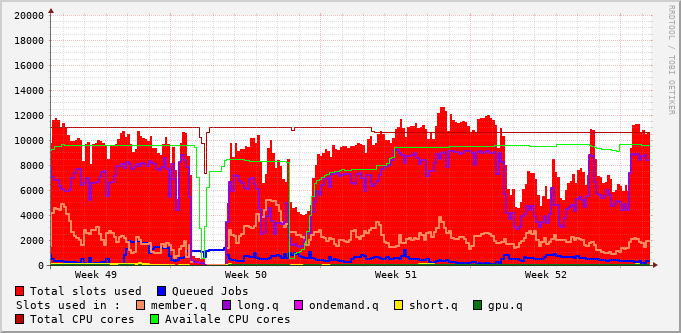 RRDTOOL / TOBI OETIKER
20000
18000
16000
14000
12000
10000
8000
6000
4000
2000
0
Week 49 Week 50 Week 51 Week 52
Total slots used Queued Jobs
Slots used in : member.q long.q ondemand.q short.q gpu.q
Total CPU cores Availale CPU cores